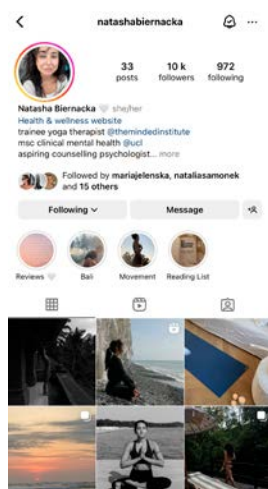 natashabiernacka
33 10 k 972
posts followers following
Natasha Biernacka 🤍 she/her
Health & wellness website
trainee yoga therapist @themindedinstitute
msc clinical mental health @ucl
aspiring counselling psychologist... more
Followed by mariajelenska, nataliasamonek
and 15 others
Following Message
Reviews 🤍 Bali Movement Reading List